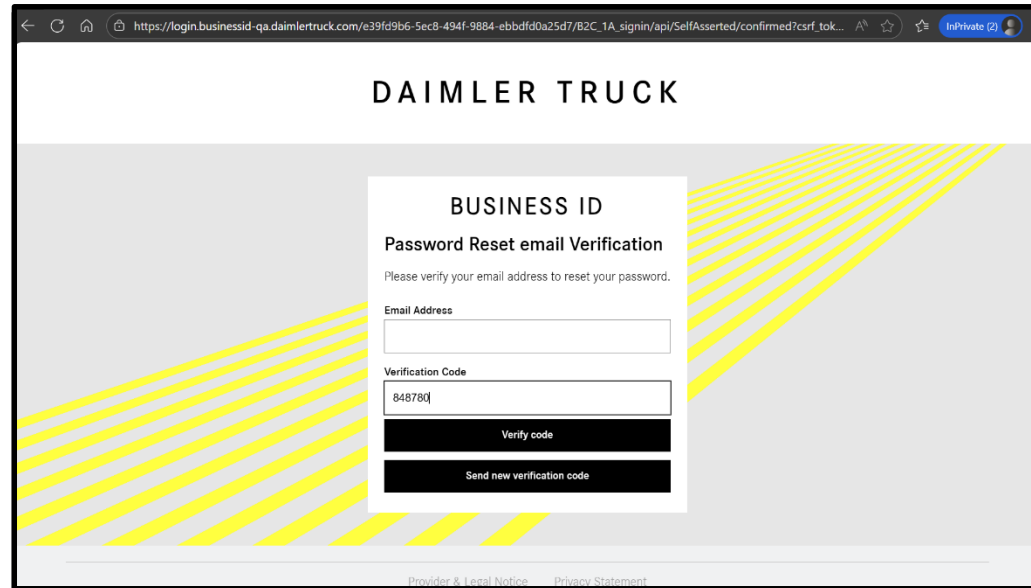 https://login.businessid-qa.daimlertruck.com/e39fd9b6-5ec8-494f-9884-ebbdfd0a25d7/B2C_1A_signin/api/SelfAsserted/confirmed?csrf_tok...
InPrivate (2)
DAIMLER TRUCK
BUSINESS ID
Password Reset email Verification
Please verify your email address to reset your password.
Email Address
Verification Code
848780
Verify code
Send new verification code
Provider & Legal Notice Privacy Statement